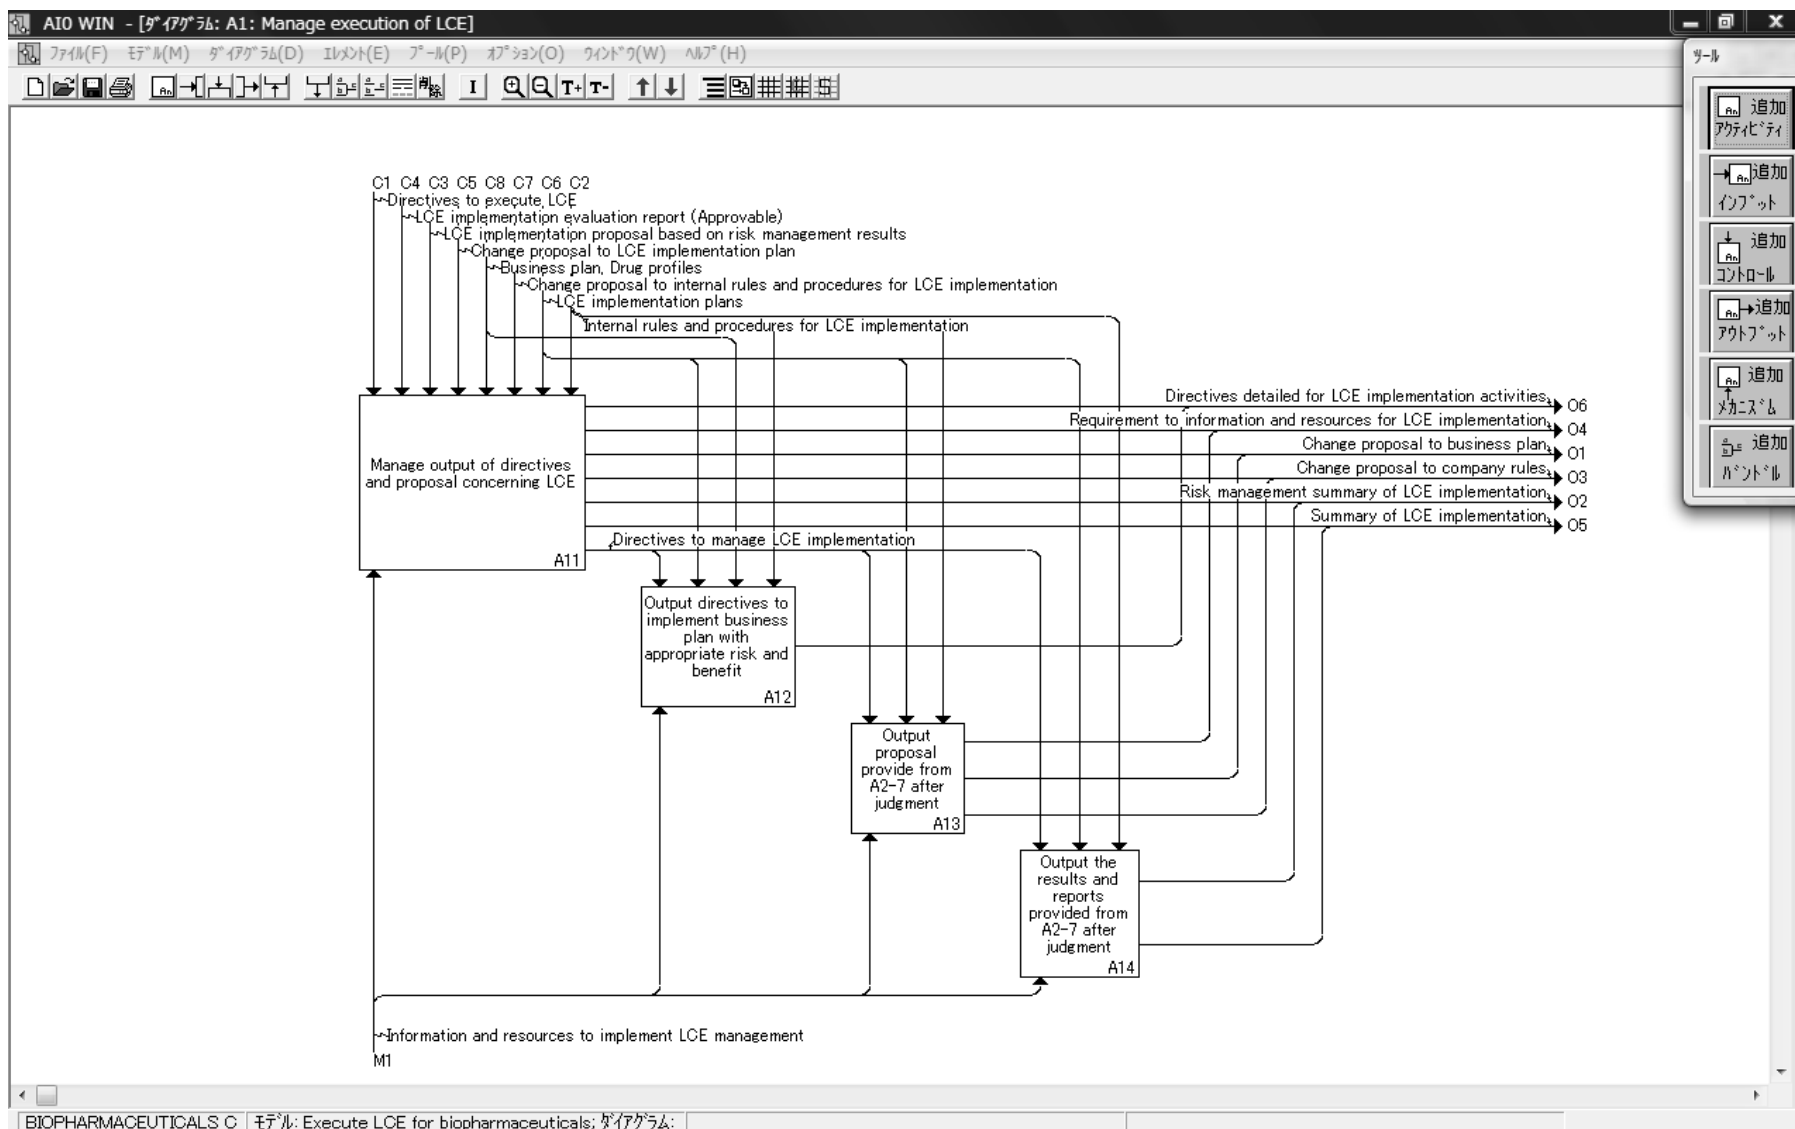 AI0 WIN - [ﾀﾞｲｱｸﾞﾗﾑ: A1: Manage execution of LCE]
ﾌｧｲﾙ(F) ﾓﾃﾞﾙ(M) ﾀﾞｲｱｸﾞﾗﾑ(D) ｴﾚﾒﾝﾄ(E) ﾌﾟｰﾙ(P) ｵﾌﾟｼｮﾝ(O) ｳｨﾝﾄﾞｳ(W) ﾍﾙﾌﾟ(H)
An 削除 I T+ T-
ﾂｰﾙ
An 追加
ｱｸﾃｨﾋﾞﾃｨ
An 追加
ｲﾝﾌﾟｯﾄ
An 追加
ｺﾝﾄﾛｰﾙ
An 追加
ｱｳﾄﾌﾟｯﾄ
An 追加
ﾒｶﾆｽﾞﾑ
追加
ﾊﾞﾝﾄﾞﾙ
C1 C4 C3 C5 C8 C7 C6 C2
Directives to execute LCE
LCE implementation evaluation report (Approvable)
LCE implementation proposal based on risk management results
Change proposal to LCE implementation plan
Business plan, Drug profiles
Change proposal to internal rules and procedures for LCE implementation
LCE implementation plans
Internal rules and procedures for LCE implementation
Directives detailed for LCE implementation activities O6
Requirement to information and resources for LCE implementation O4
Change proposal to business plan O1
Change proposal to company rules O3
Risk management summary of LCE implementation O2
Summary of LCE implementation O5
Manage output of directives
and proposal concerning LCE
A11
Directives to manage LCE implementation
Output directives to
implement business
plan with
appropriate risk and
benefit
A12
Output
proposal
provide from
A2-7 after
judgment
A13
Output the
results and
reports
provided from
A2-7 after
judgment
A14
Information and resources to implement LCE management
M1
BIOPHARMACEUTICALS C ﾓﾃﾞﾙ: Execute LCE for biopharmaceuticals; ﾀﾞｲｱｸﾞﾗﾑ: